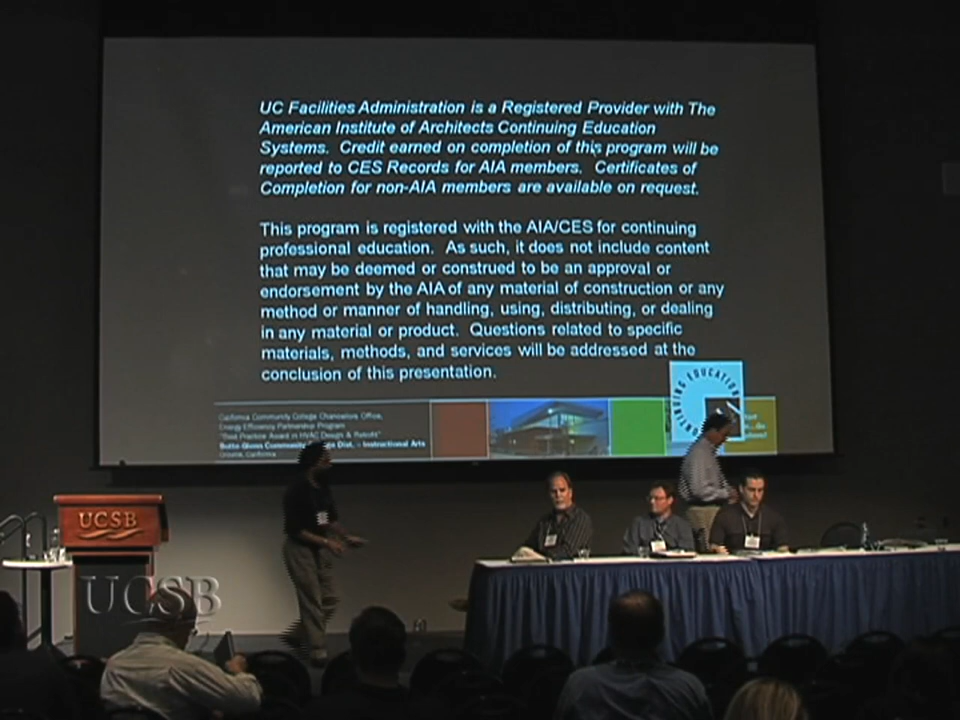 UC Facilities Administration is a Registered Provider with The
American Institute of Architects Continuing Education
Systems. Credit earned on completion of this program will be
reported to CES Records for AIA members. Certificates of
Completion for non-AIA members are available on request.
This program is registered with the AIA/CES for continuing
professional education. As such, it does not include content
that may be deemed or construed to be an approval or
endorsement by the AIA of any material of construction or any
method or manner of handling, using, distributing, or dealing
in any material or product. Questions related to specific
materials, methods, and services will be addressed at the
conclusion of this presentation.
CONTINUING EDUCATION
California Community College Chancellors Office,
Energy Efficiency Partnership Program
"Best Practice Award in HVAC Design & Retrofit"
Butte-Glenn Community Dist. – Instructional Arts
California
UCSB
UCSB